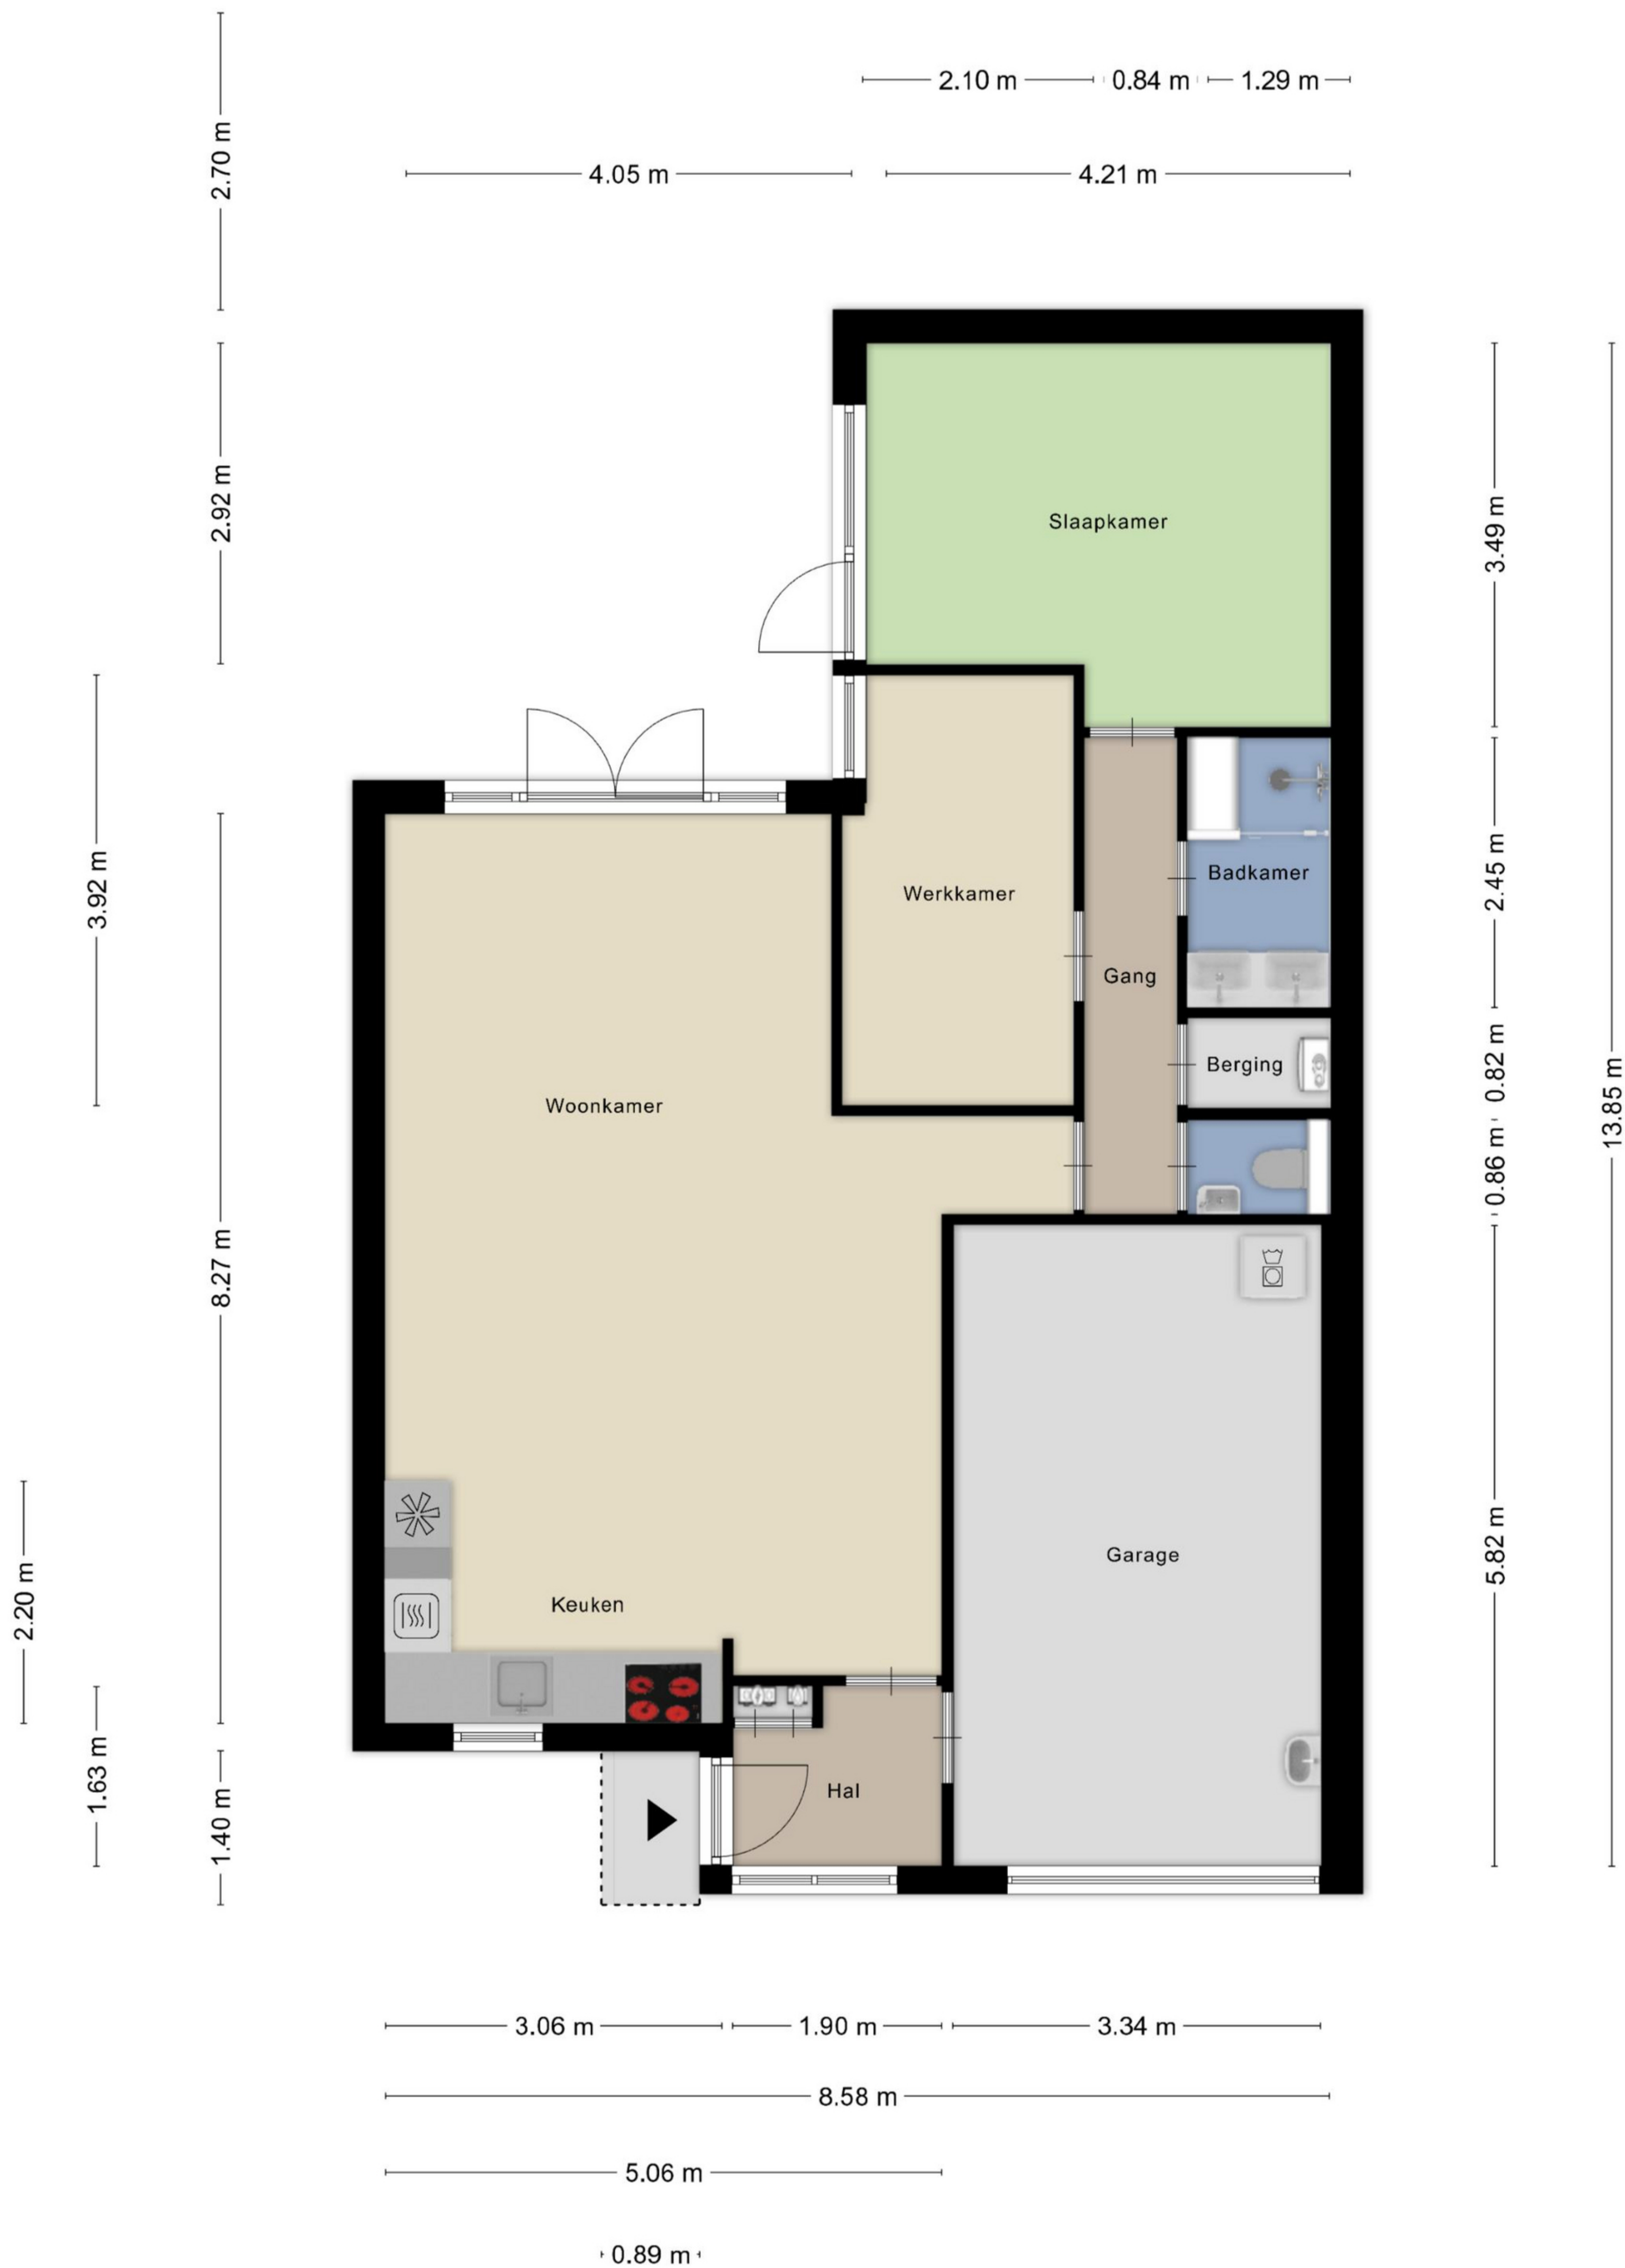 2.10 m
0.84 m
1.29 m
2.70 m
4.05 m
4.21 m
2.92 m
3.49 m
Slaapkamer
3.92 m
2.45 m
Badkamer
Werkkamer
Gang
Berging
0.82 m
Woonkamer
13.85 m
0.86 m
8.27 m
Garage
5.82 m
2.20 m
Keuken
1.63 m
Hal
1.40 m
3.06 m
1.90 m
3.34 m
8.58 m
5.06 m
0.89 m